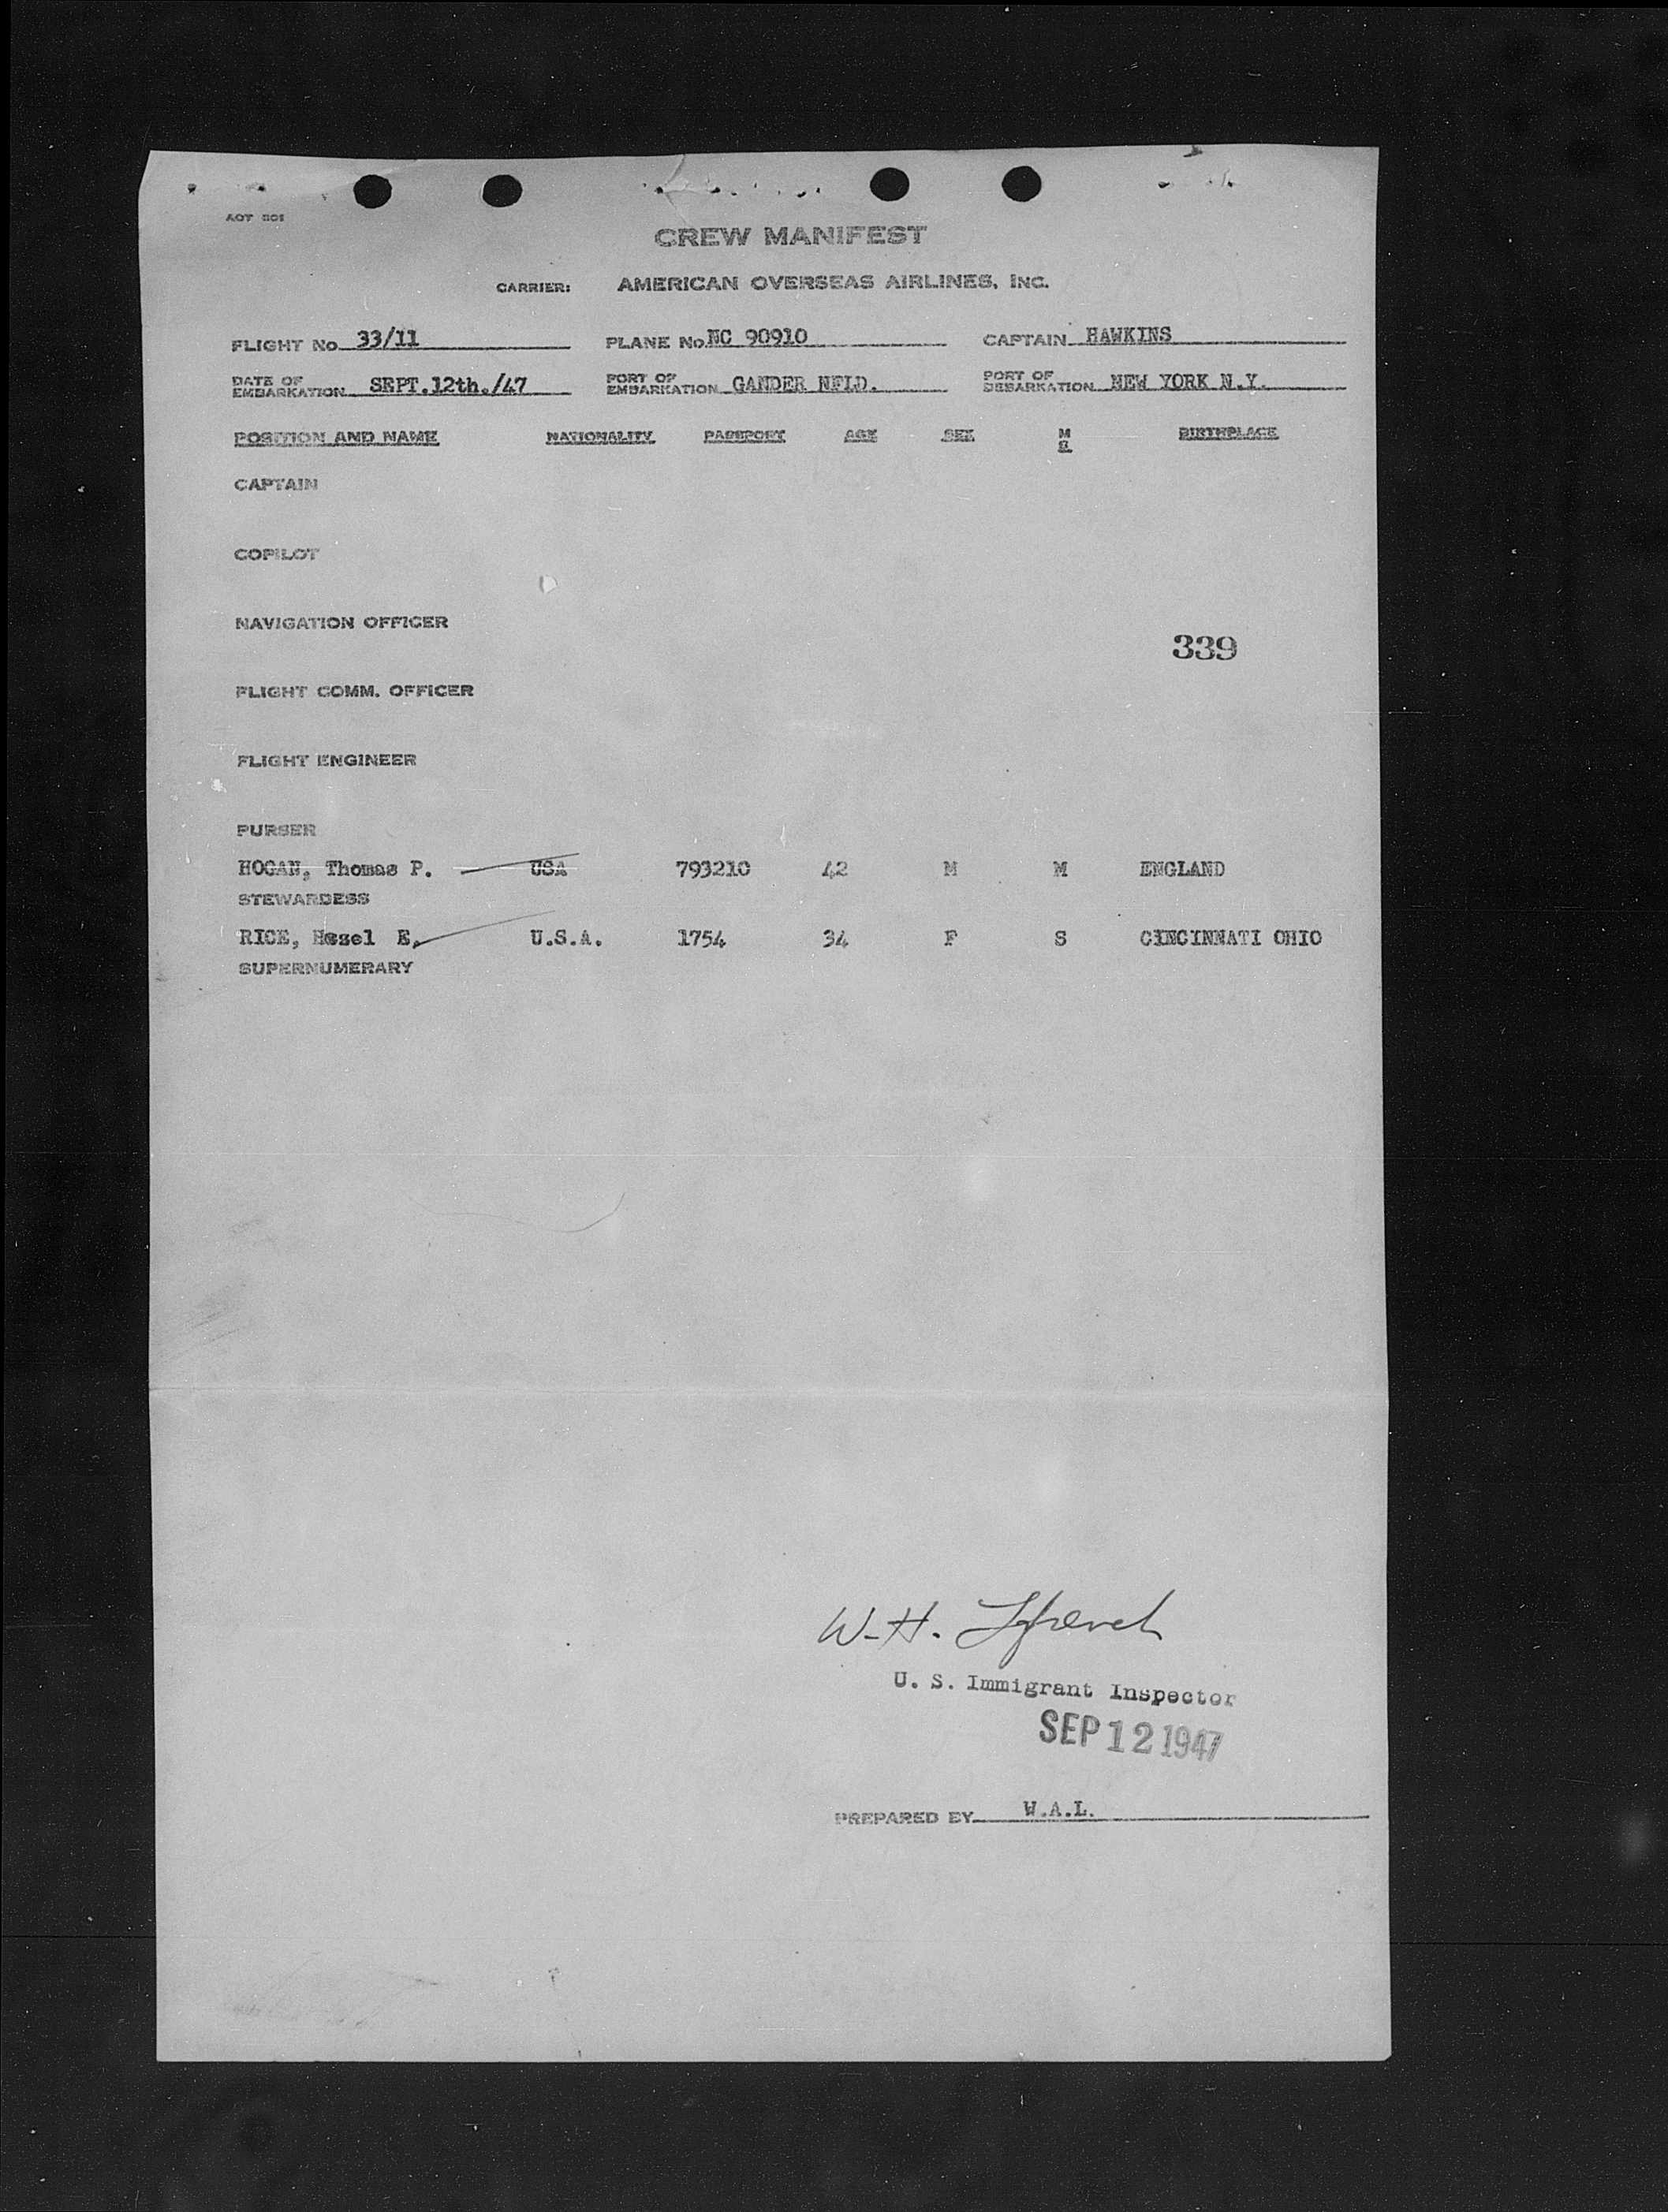 CREW MANIFEST
CARRIER: AMERICAN OVERSEAS AIRLINES, INC.
FLIGHT No. 33/11 PLANE No. NC 90910 CAPTAIN HAWKINS
DATE OF EMBARKATION SEPT.12th./47 PORT OF EMBARKATION GANDER NFLD. PORT OF DEBARKATION NEW YORK N.Y.
POSITION AND NAME NATIONALITY PASSPORT AGE SEX M S BIRTHPLACE
CAPTAIN
COPILOT
NAVIGATION OFFICER
339
FLIGHT COMM. OFFICER
FLIGHT ENGINEER
PURSER
HOGAN, Thomas P. USA 793210 42 M M ENGLAND
STEWARDESS
RICE, Hazel E. U.S.A. 1754 34 F S CINCINNATI OHIO
SUPERNUMERARY
W.H.
U. S. Immigrant Inspector
SEP 12 1947
PREPARED BY W.A.L.